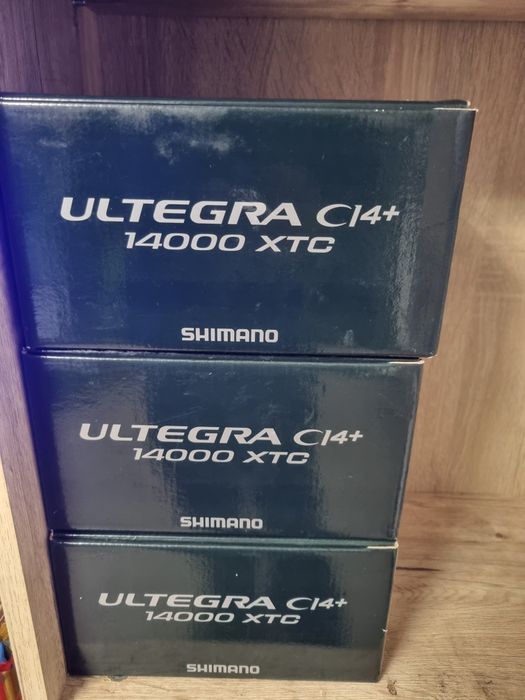 ULTEGRA CI4+
14000 XTC
SHIMANO
ULTEGRA CI4+
14000 XTC
SHIMANO
ULTEGRA CI4+
14000 XTC
SHIMANO